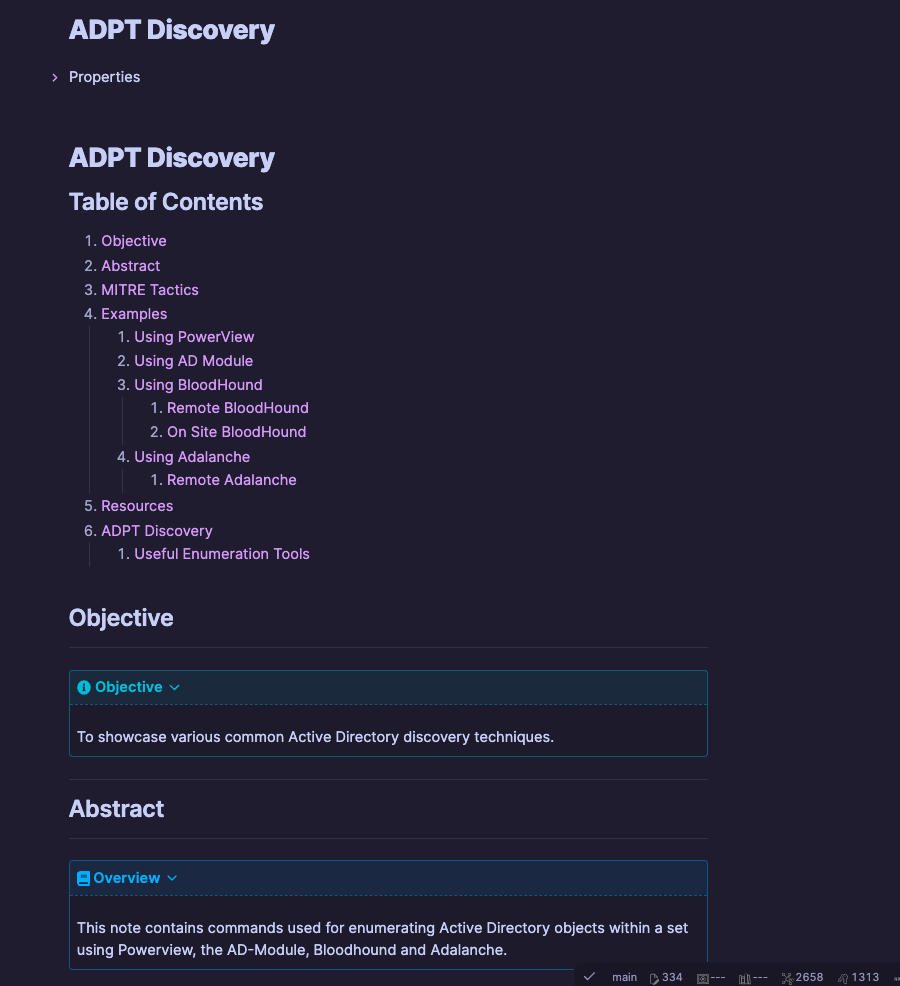 ADPT Discovery
Properties
ADPT Discovery
Table of Contents
1. Objective
2. Abstract
3. MITRE Tactics
4. Examples
1. Using PowerView
2. Using AD Module
3. Using BloodHound
1. Remote BloodHound
2. On Site BloodHound
4. Using Adalanche
1. Remote Adalanche
5. Resources
6. ADPT Discovery
1. Useful Enumeration Tools
Objective
Objective
To showcase various common Active Directory discovery techniques.
Abstract
Overview
This note contains commands used for enumerating Active Directory objects within a set
using Powerview, the AD-Module, Bloodhound and Adalanche.
main 334 --- --- 2658 1313